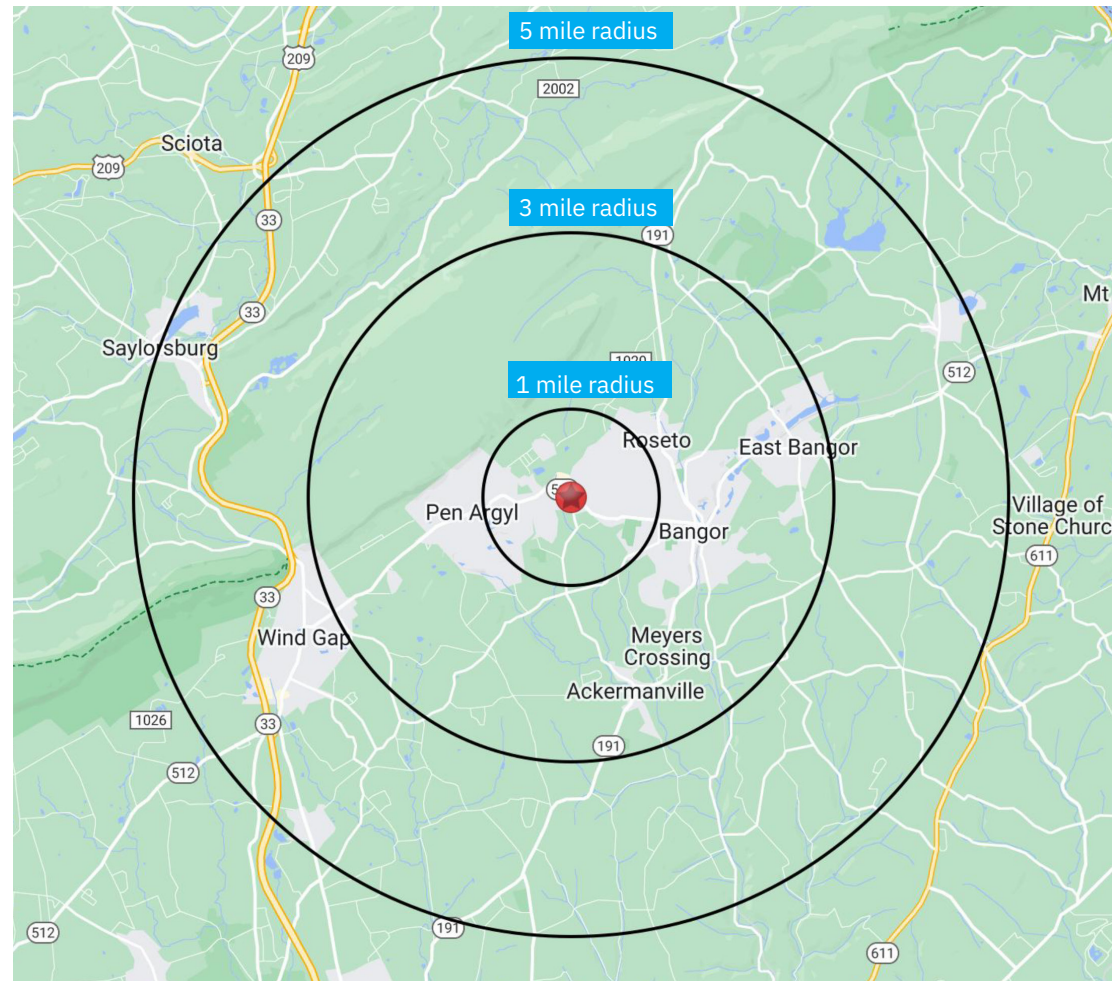 5 mile radius
209
2002
Sciota
209
3 mile radius
33
191
Mt
33
Saylorsburg
1 mile radius
512
Roseto
East Bangor
Pen Argyl
Village of
Stone Churc
Bangor
611
33
Wind Gap
Meyers
Crossing
Ackermanville
1026
33
191
512
512
191
611